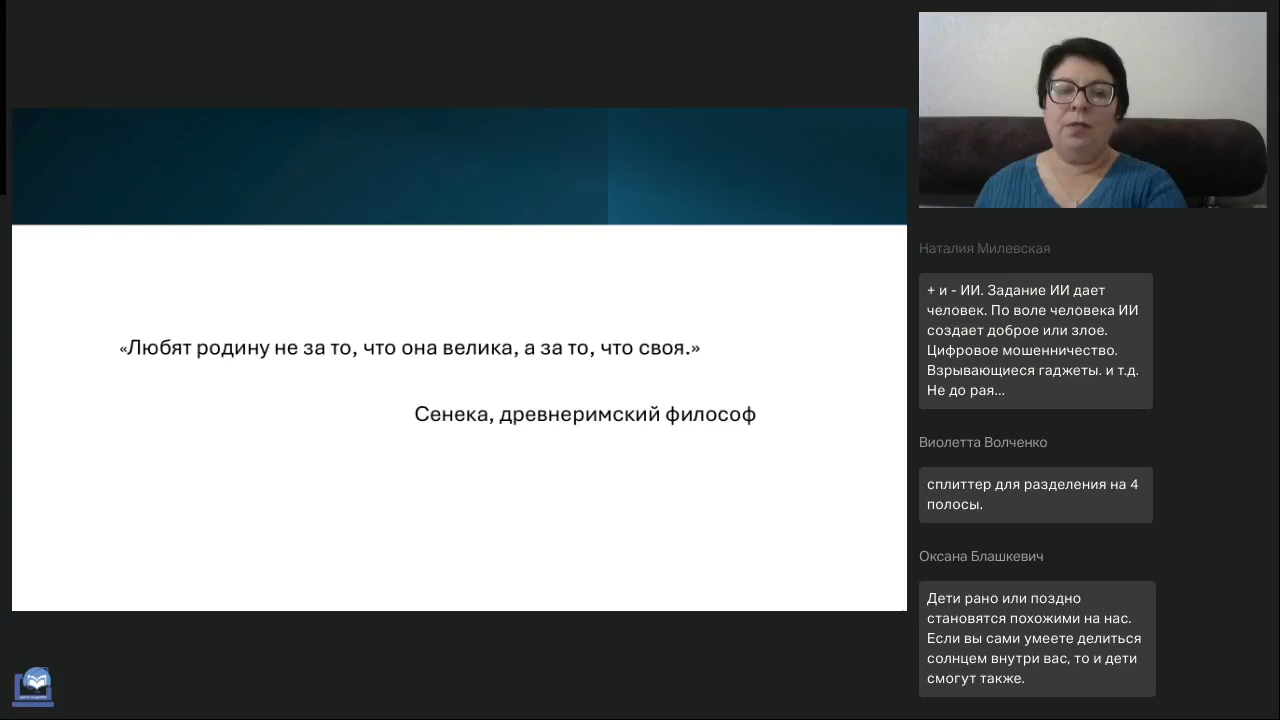 «Любят родину не за то, что она велика, а за то, что своя.»
Сенека, древнеримский философ
Наталия Милевская
+ и - ИИ. Задание ИИ дает
человек. По воле человека ИИ
создает доброе или злое.
Цифровое мошенничество.
Взрывающиеся гаджеты. и т.д.
Не до рая...
Виолетта Волченко
сплиттер для разделения на 4
полосы.
Оксана Блашкевич
Дети рано или поздно
становятся похожими на нас.
Если вы сами умеете делиться
солнцем внутри вас, то и дети
смогут также.